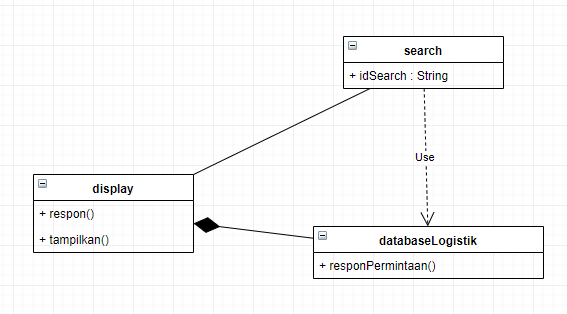 search
+ idSearch : String
Use
display
+ respon()
+ tampilkan()
databaseLogistik
+ responPermintaan()